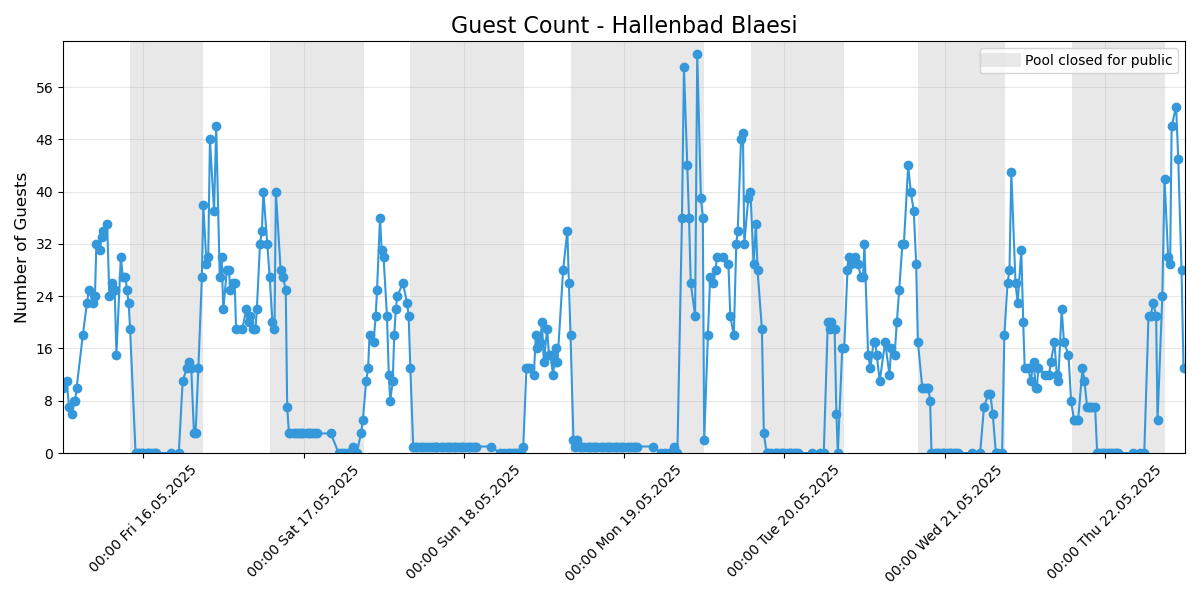 Guest Count - Hallenbad Blaesi
Pool closed for public
Number of Guests
56
48
40
32
24
16
8
0
00:00 Fri 16.05.2025
00:00 Sat 17.05.2025
00:00 Sun 18.05.2025
00:00 Mon 19.05.2025
00:00 Tue 20.05.2025
00:00 Wed 21.05.2025
00:00 Thu 22.05.2025